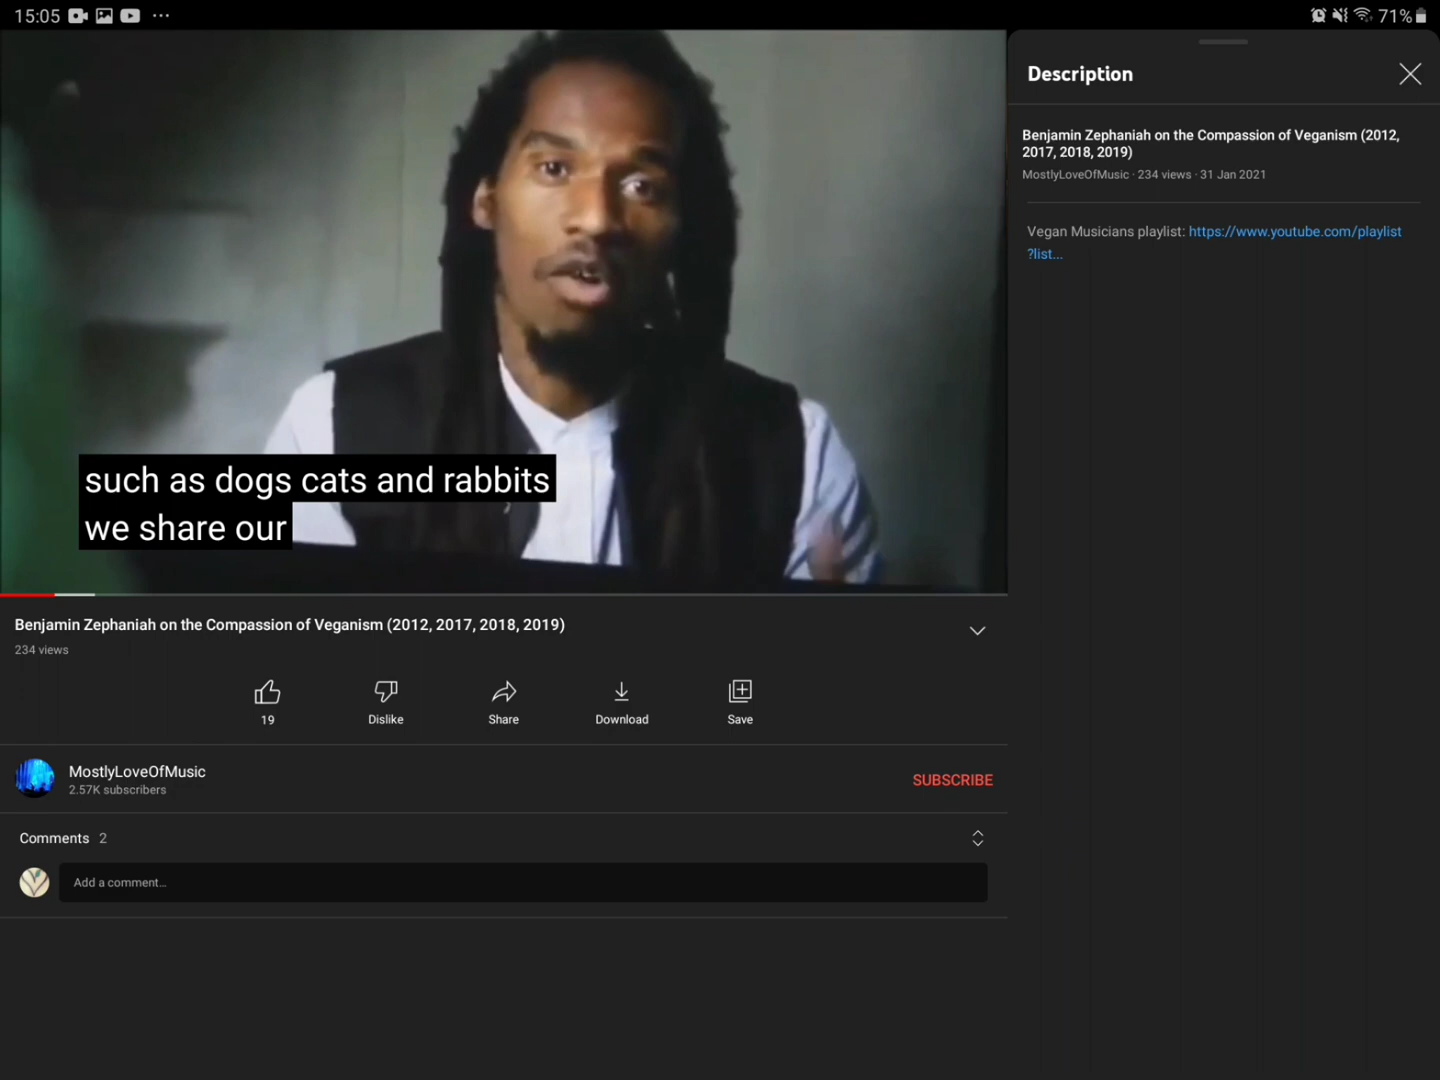 15:05 ... 71%
such as dogs cats and rabbits
we share our
Benjamin Zephaniah on the Compassion of Veganism (2012, 2017, 2018, 2019)
234 views
19 Dislike Share Download Save
MostlyLoveOfMusic
2.57K subscribers
SUBSCRIBE
Comments 2
Add a comment...
Description
Benjamin Zephaniah on the Compassion of Veganism (2012,
2017, 2018, 2019)
MostlyLoveOfMusic · 234 views · 31 Jan 2021
Vegan Musicians playlist: https://www.youtube.com/playlist
?list...